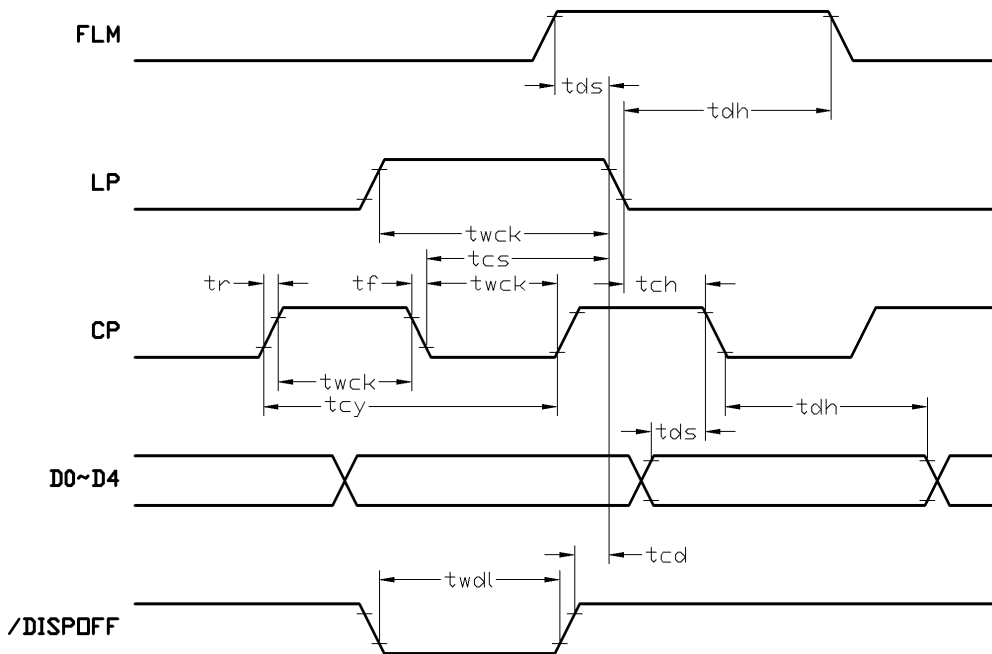 FLM
tds
tdh
LP
twck
tcs
tr
tf
twck
tch
CP
twck
tcy
tdh
tds
D0~D4
tcd
twdl
/DISPOFF